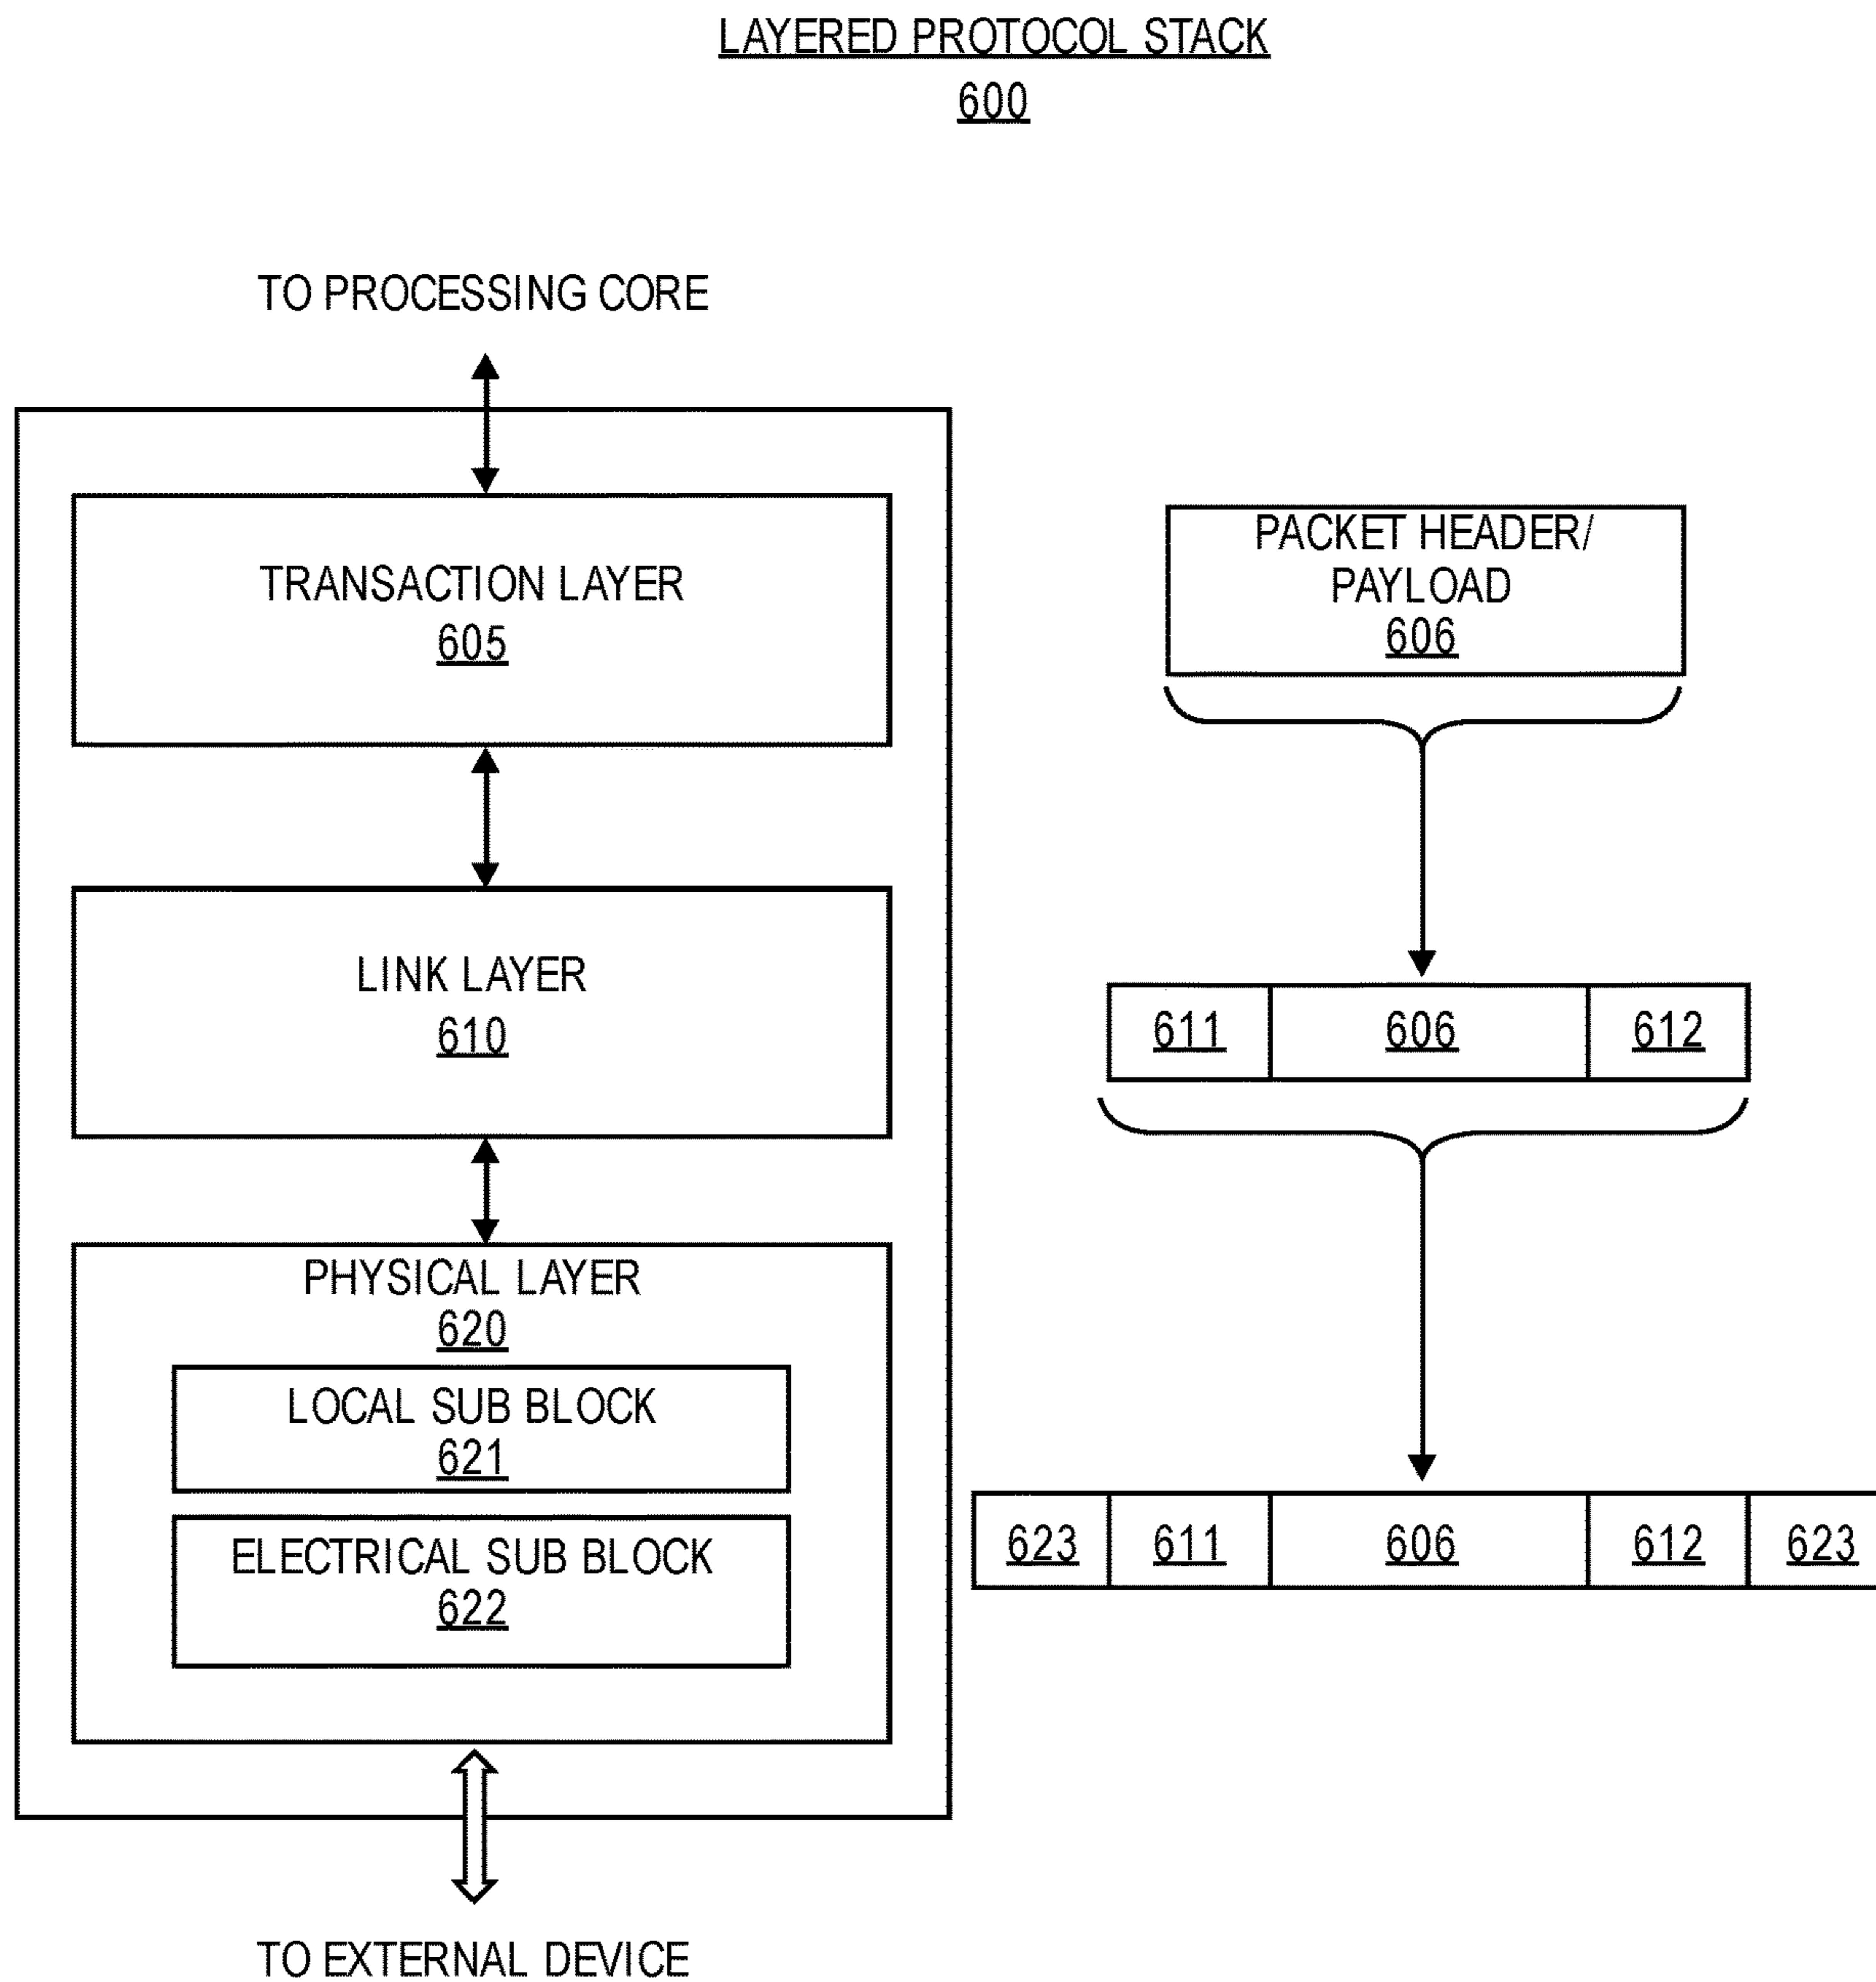 LAYERED PROTOCOL STACK
600
TO PROCESSING CORE
TRANSACTION LAYER
605
LINK LAYER
610
PHYSICAL LAYER
620
LOCAL SUB BLOCK
621
ELECTRICAL SUB BLOCK
622
TO EXTERNAL DEVICE
PACKET HEADER/
PAYLOAD
606
611 606 612
623 611 606 612 623